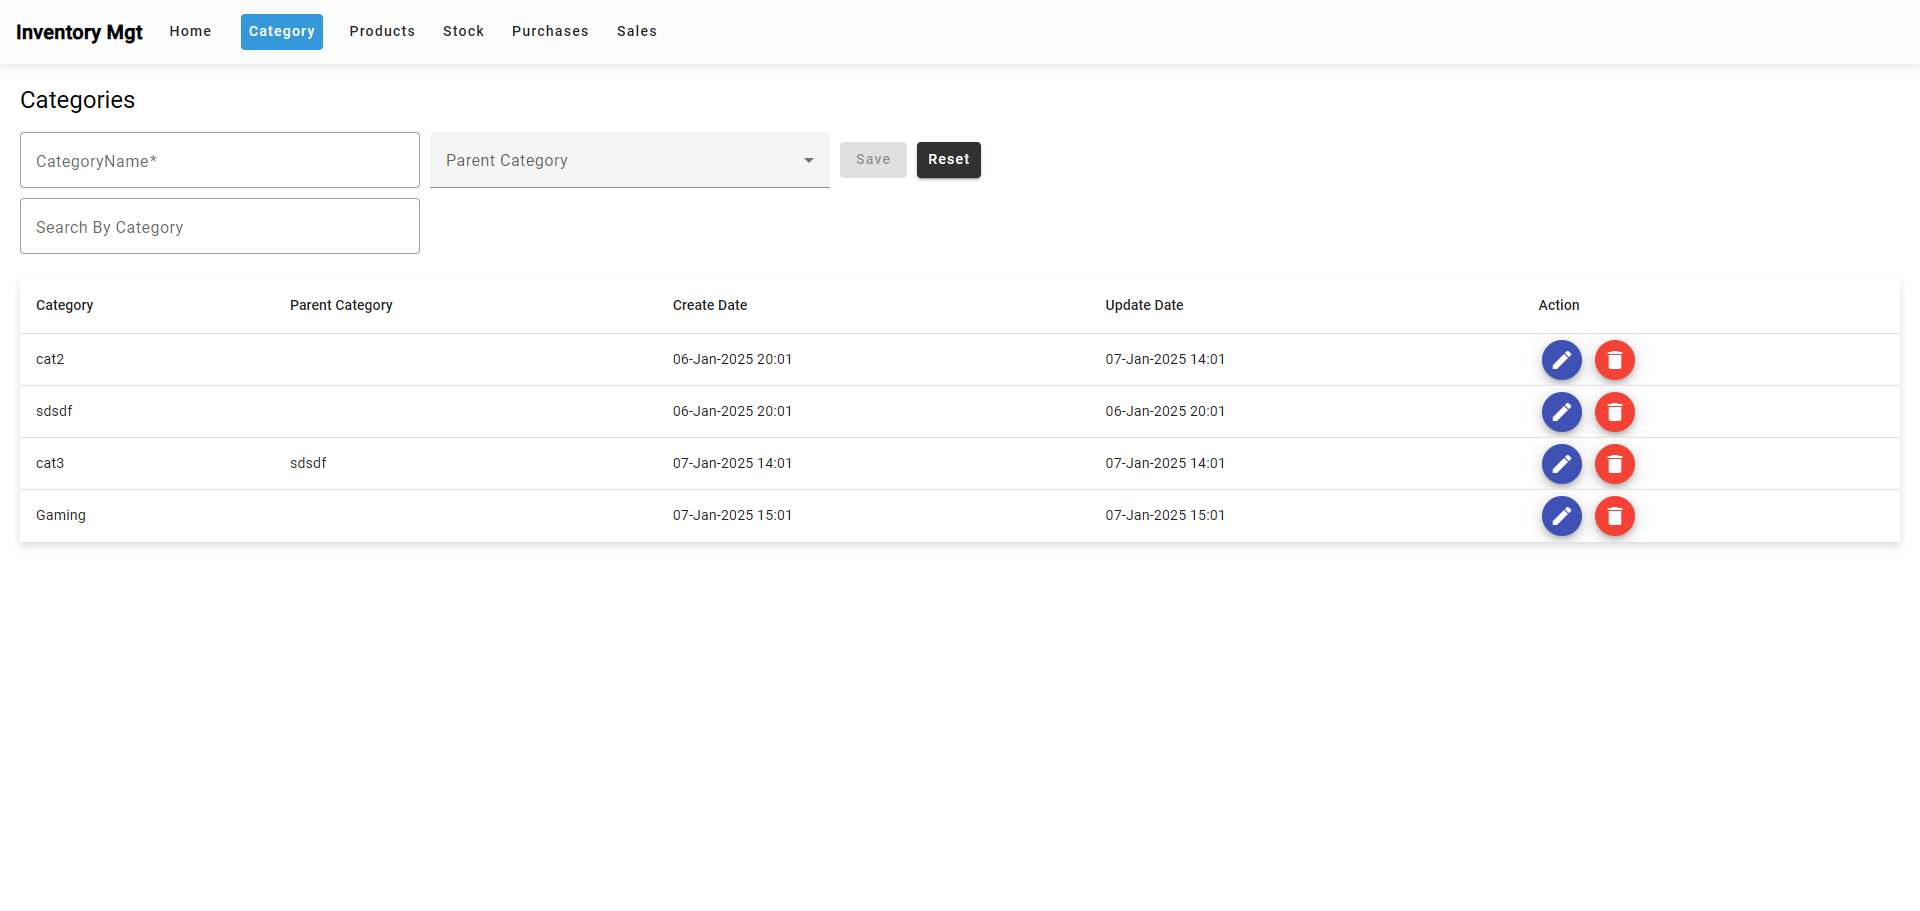 Inventory Mgt Home Category Products Stock Purchases Sales
Categories
CategoryName* Parent Category Save Reset
Search By Category
Category Parent Category Create Date Update Date Action
cat2 06-Jan-2025 20:01 07-Jan-2025 14:01
sdsdf 06-Jan-2025 20:01 06-Jan-2025 20:01
cat3 sdsdf 07-Jan-2025 14:01 07-Jan-2025 14:01
Gaming 07-Jan-2025 15:01 07-Jan-2025 15:01